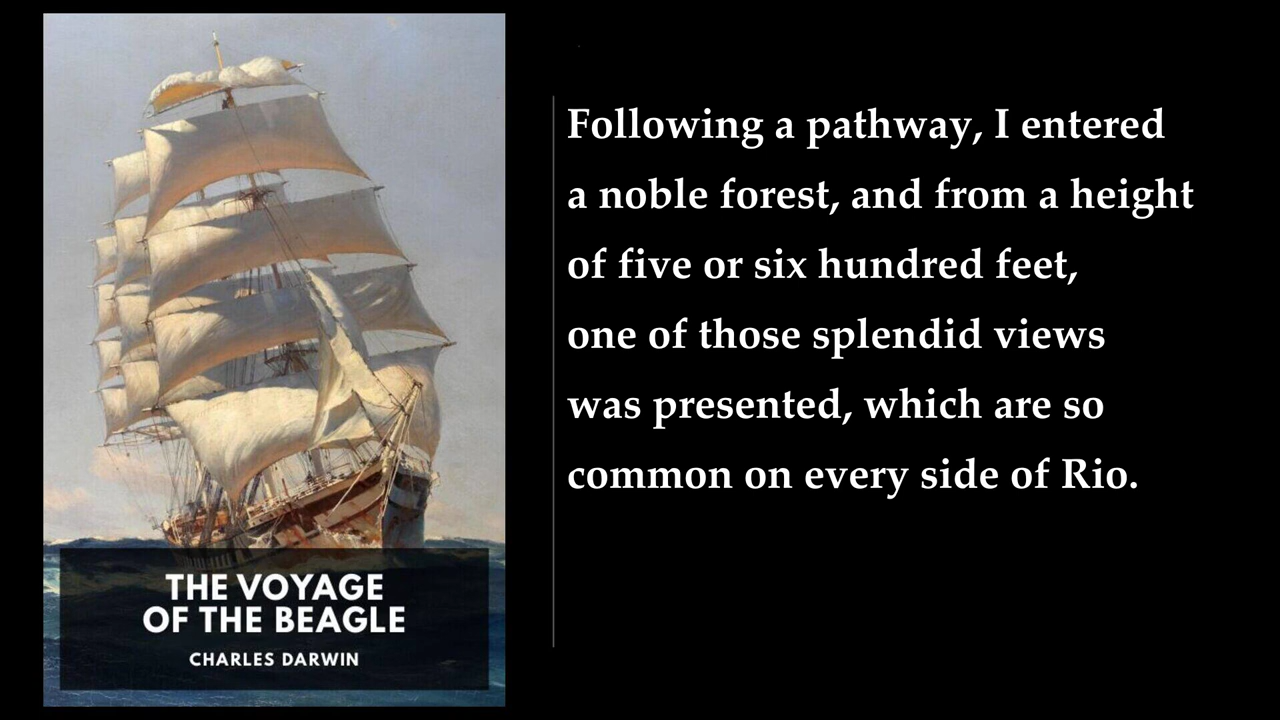 THE VOYAGE
OF THE BEAGLE
CHARLES DARWIN
Following a pathway, I entered
a noble forest, and from a height
of five or six hundred feet,
one of those splendid views
was presented, which are so
common on every side of Rio.